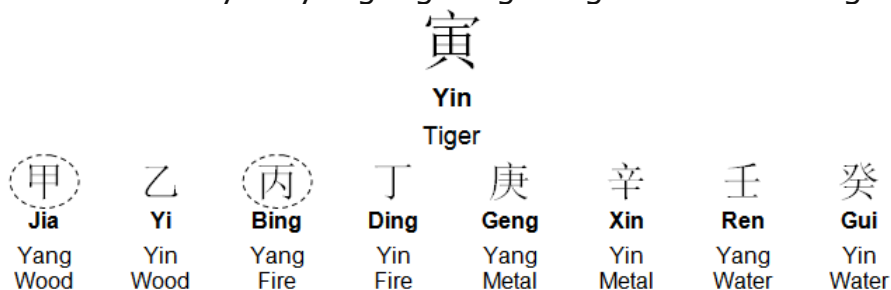 寅
Yin
Tiger
甲 乙 丙 丁 庚 辛 壬 癸
Jia Yi Bing Ding Geng Xin Ren Gui
Yang Yin Yang Yin Yang Yin Yang Yin
Wood Wood Fire Fire Metal Metal Water Water